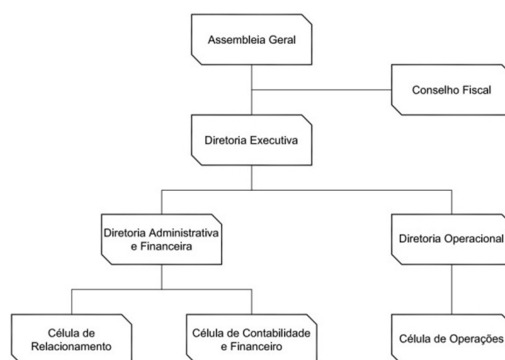 Assembleia Geral
Conselho Fiscal
Diretoria Executiva
Diretoria Administrativa
e Financeira
Diretoria Operacional
Célula de
Relacionamento
Célula de Contabilidade
e Financeiro
Célula de Operações